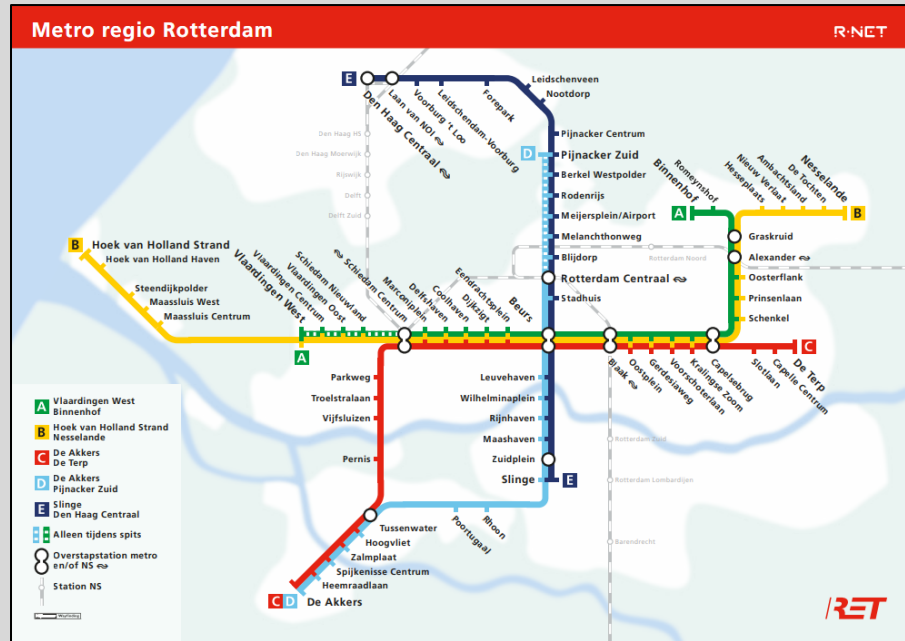 Metro regio Rotterdam
R·NET
E
Den Haag Centraal
Laan van NOI
Voorburg 't Loo
Leidschendam-Voorburg
Forepark
Leidschenveen
Nootdorp
Pijnacker Centrum
D
Pijnacker Zuid
Berkel Westpolder
Rodenrijs
Meijersplein/Airport
Melanchthonweg
Blijdorp
Rotterdam Centraal
Stadhuis
Den Haag HS
Den Haag Moerwijk
Rijswijk
Delft
Delft Zuid
Rotterdam Noord
A
Binnenhof
Romeynshof
Hesseplaats
Nieuw Verlaat
Ambachtsland
De Tochten
Nesselande
B
Graskruid
Alexander
Oosterflank
Prinsenlaan
Schenkel
B
Hoek van Holland Strand
Hoek van Holland Haven
Steendijkpolder
Maassluis West
Maassluis Centrum
Vlaardingen West
Vlaardingen Centrum
Vlaardingen Oost
Schiedam Nieuwland
Schiedam Centrum
Marconiplein
Delfshaven
Coolhaven
Dijkzigt
Eendrachtsplein
Beurs
A
Blaak
Oostplein
Gerdesiaweg
Voorschoterlaan
Kralingse Zoom
Capelsebrug
Slotlaan
Capelle Centrum
De Terp
C
Parkweg
Troelstralaan
Vijfsluizen
Pernis
Leuvehaven
Wilhelminaplein
Rijnhaven
Maashaven
Zuidplein
Slinge
E
Rotterdam Zuid
Rotterdam Lombardijen
Barendrecht
Tussenwater
Hoogvliet
Zalmplaat
Spijkenisse Centrum
Heemraadlaan
C D De Akkers
Poortugaal
Rhoon
A Vlaardingen West
Binnenhof
B Hoek van Holland Strand
Nesselande
C De Akkers
De Terp
D De Akkers
Pijnacker Zuid
E Slinge
Den Haag Centraal
Alleen tijdens spits
Overstapstation metro
en/of NS
Station NS
RET